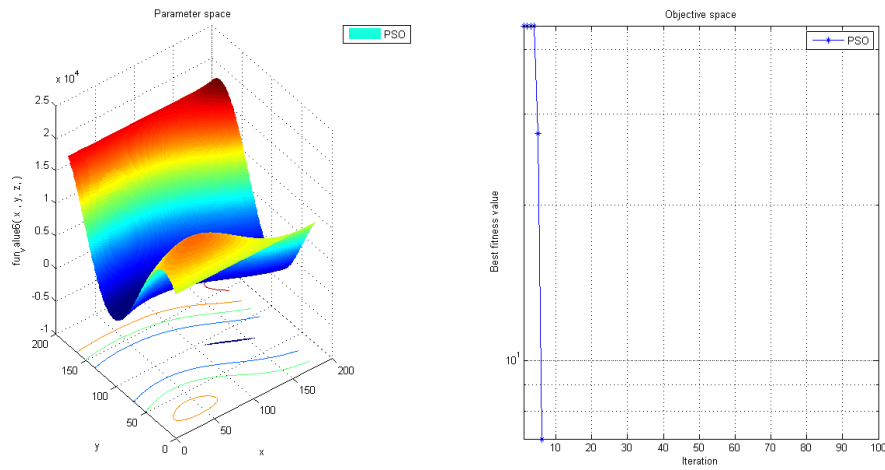 Parameter space
PSO
x 10^4
2.5
2
1.5
1
0.5
0
-0.5
-1
fun_value6( x , y, z, )
200
150
100
50
0
y
0
50
100
150
200
x
Objective space
PSO
Best fitness value
10^1
10 20 30 40 50 60 70 80 90 100
Iteration